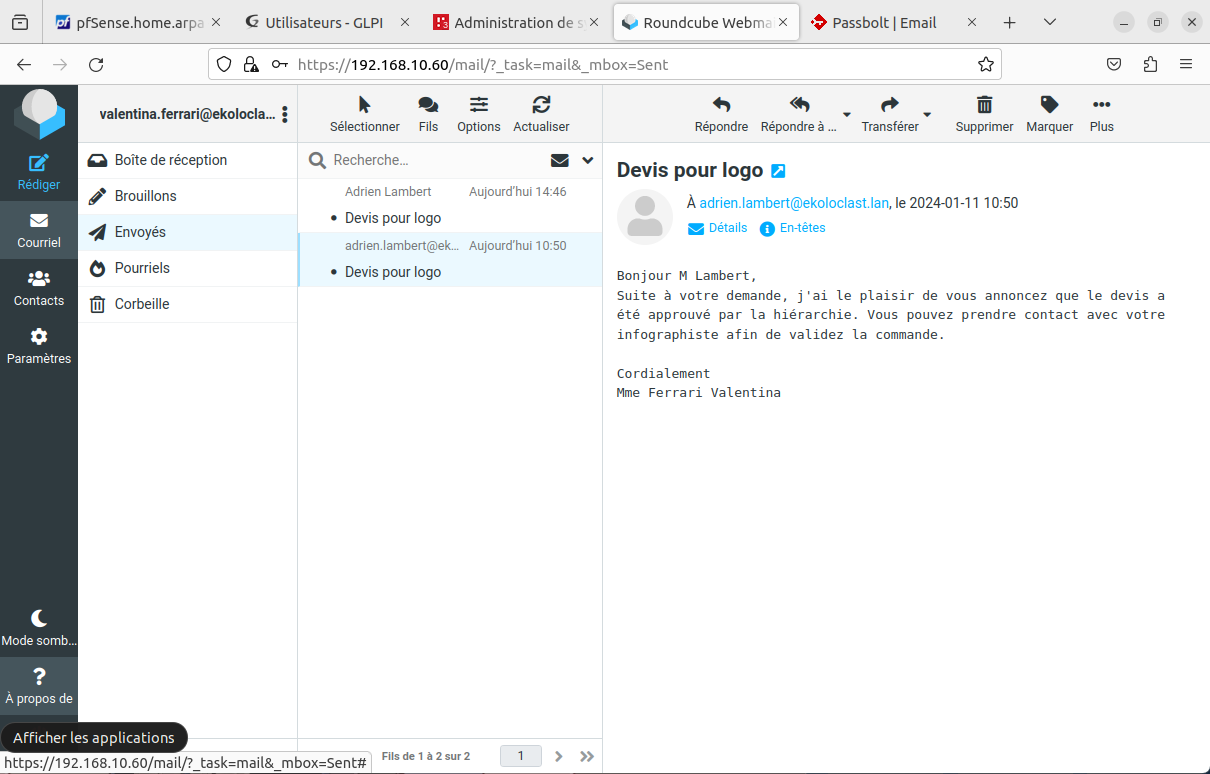 pfSense.home.arpa
Utilisateurs - GLPI
Adminstration de s
Roundcube Webma
Passbolt | Email
https://192.168.10.60/mail/?_task=mail&_mbox=Sent
valentina.ferrari@ekolocla...
Sélectionner
Fils
Options
Actualiser
Répondre
Répondre à ...
Transférer
Supprimer
Marquer
Plus
Rédiger
Courriel
Contacts
Paramètres
Mode somb...
À propos de
Boîte de réception
Brouillons
Envoyés
Pourriels
Corbeille
Recherche...
Adrien Lambert Aujourd'hui 14:46
• Devis pour logo
adrien.lambert@ek... Aujourd'hui 10:50
• Devis pour logo
Fils de 1 à 2 sur 2
1
Devis pour logo
À adrien.lambert@ekoloclast.lan, le 2024-01-11 10:50
Détails
En-têtes
Bonjour M Lambert,
Suite à votre demande, j'ai le plaisir de vous annoncez que le devis a
été approuvé par la hiérarchie. Vous pouvez prendre contact avec votre
infographiste afin de validez la commande.
Cordialement
Mme Ferrari Valentina
Afficher les applications
https://192.168.10.60/mail/?_task=mail&_mbox=Sent#